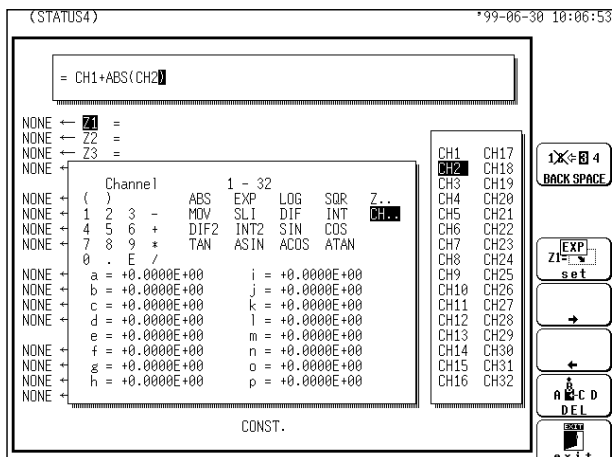 (STATUS4) '99-06-30 10:06:53
= CH1+ABS(CH2)
NONE ← Z1 =
NONE ← Z2 =
NONE ← Z3 =
NONE ←
Channel 1 - 32
NONE ← ( ) ABS EXP LOG SQR Z..
NONE ← 1 2 3 - MOV SLI DIF INT CH..
NONE ← 4 5 6 + DIF2 INT2 SIN COS
NONE ← 7 8 9 * TAN ASIN ACOS ATAN
0 . E /
NONE ← a = +0.0000E+00 i = +0.0000E+00
NONE ← b = +0.0000E+00 j = +0.0000E+00
NONE ← c = +0.0000E+00 k = +0.0000E+00
NONE ← d = +0.0000E+00 l = +0.0000E+00
e = +0.0000E+00 m = +0.0000E+00
NONE ← f = +0.0000E+00 n = +0.0000E+00
NONE ← g = +0.0000E+00 o = +0.0000E+00
NONE ← h = +0.0000E+00 p = +0.0000E+00
NONE ←
CONST.
CH1 CH17
CH2 CH18
CH3 CH19
CH4 CH20
CH5 CH21
CH6 CH22
CH7 CH23
CH8 CH24
CH9 CH25
CH10 CH26
CH11 CH27
CH12 CH28
CH13 CH29
CH14 CH30
CH15 CH31
CH16 CH32
1 2 ⇐ 3 4
BACK SPACE
EXP
Z1=
set
→
←
B
A C D
DEL
EXIT
exit